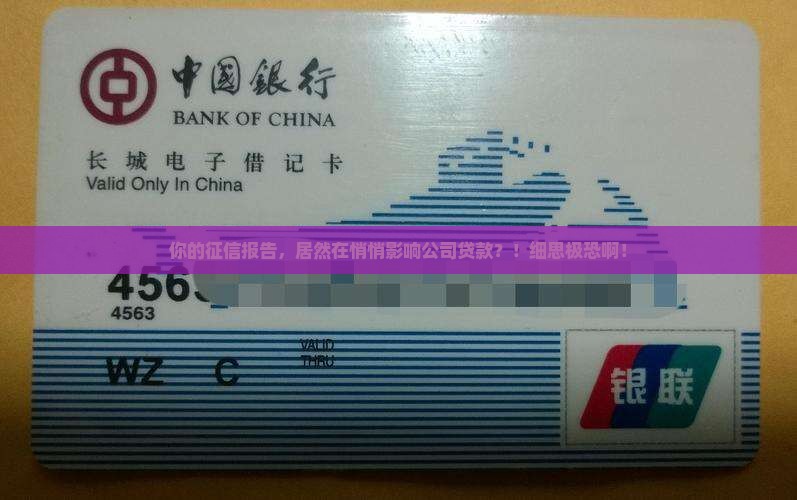 中國銀行
BANK OF CHINA
长城电子借记卡
Valid Only In China
你的征信报告，居然在悄悄影响公司贷款？！细思极恐啊！
456
4563
VALID
THRU
WZ C
银联